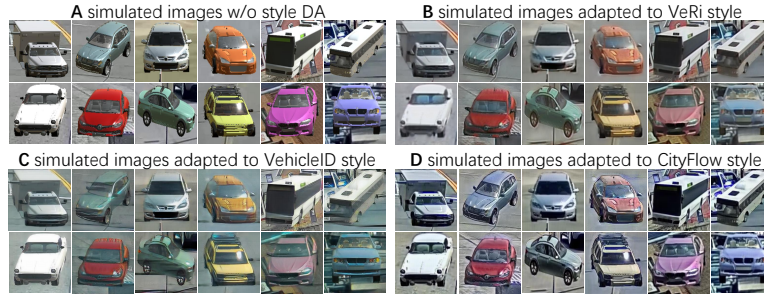 A simulated images w/o style DA
B simulated images adapted to VeRi style
C simulated images adapted to VehicleID style
D simulated images adapted to CityFlow style